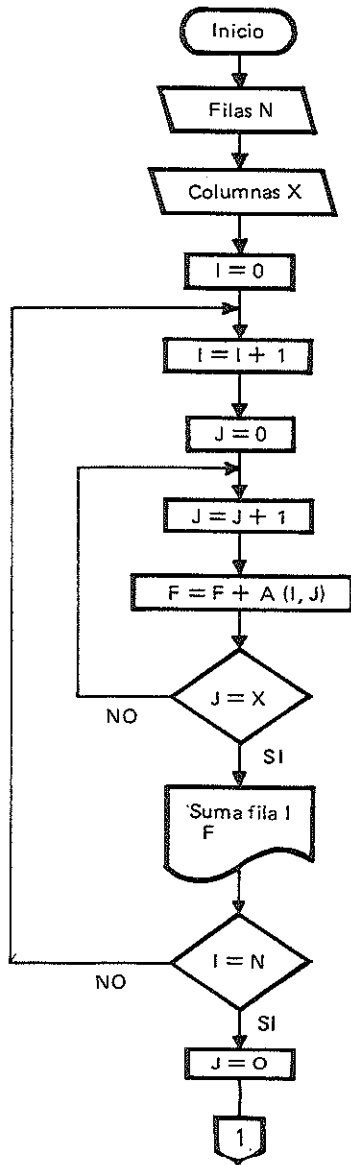 Inicio
Filas N
Columnas X
I = 0
I = I + 1
J = 0
J = J + 1
F = F + A (I, J)
J = X
NO
SI
Suma fila I
F
I = N
NO
SI
J = O
1